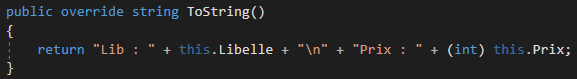 public override string ToString()
{
    return "Lib : " + this.Libelle + "\n" + "Prix : " + (int) this.Prix;
}